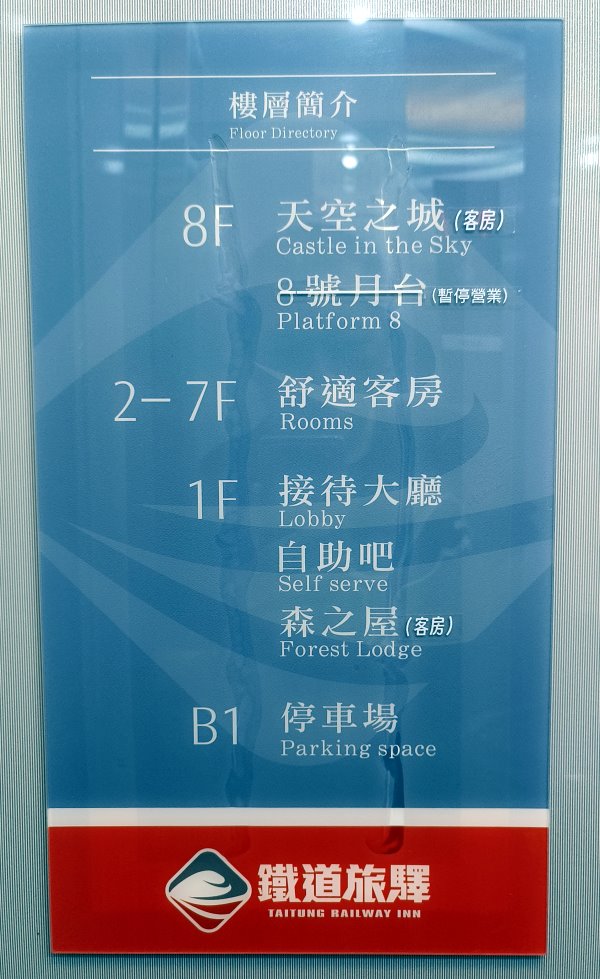 樓層簡介
Floor Directory
8F 天空之城 (客房)
Castle in the Sky
8號月台 (暫停營業)
Platform 8
2-7F 舒適客房
Rooms
1F 接待大廳
Lobby
自助吧
Self serve
森之屋 (客房)
Forest Lodge
B1 停車場
Parking space
鐵道旅驛
TAITUNG RAILWAY INN